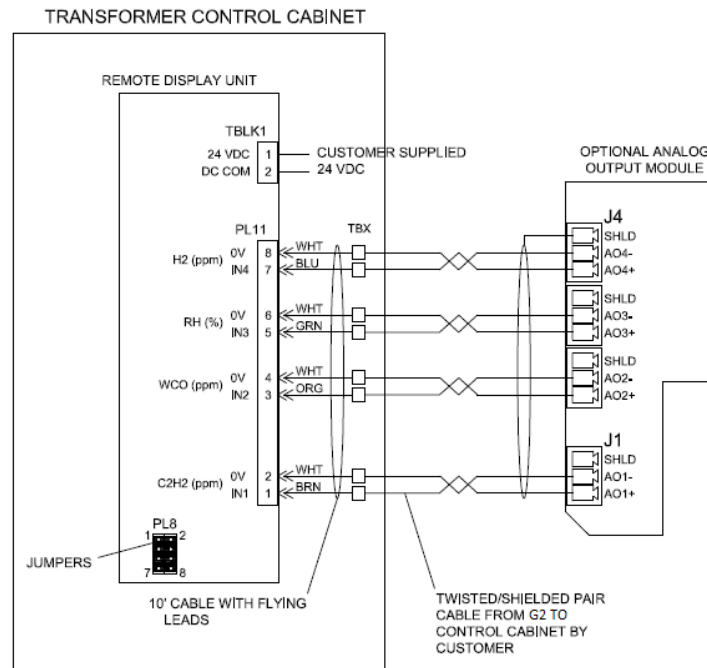 TRANSFORMER CONTROL CABINET
REMOTE DISPLAY UNIT
TBLK1
24 VDC 1 CUSTOMER SUPPLIED
DC COM 2 24 VDC
OPTIONAL ANALOG
OUTPUT MODULE
PL11 TBX J4
SHLD
H2 (ppm) 0V 8 WHT AO4-
IN4 7 BLU AO4+
SHLD
RH (%) 0V 6 WHT AO3-
IN3 5 GRN AO3+
SHLD
WCO (ppm) 0V 4 WHT AO2-
IN2 3 ORG AO2+
J1
SHLD
C2H2 (ppm) 0V 2 WHT AO1-
IN1 1 BRN AO1+
PL8
1 2
JUMPERS
7 8
10' CABLE WITH FLYING
LEADS
TWISTED/SHIELDED PAIR
CABLE FROM G2 TO
CONTROL CABINET BY
CUSTOMER